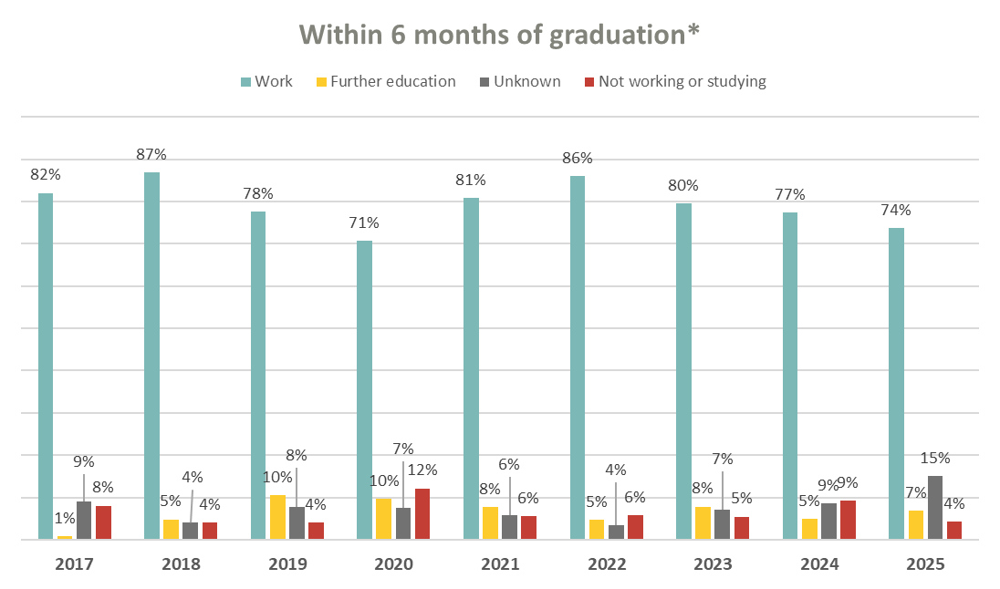 Within 6 months of graduation*
Work Further education Unknown Not working or studying
82% 1% 9% 8%
87% 5% 4% 4%
78% 10% 8% 4%
71% 10% 7% 12%
81% 8% 6% 6%
86% 5% 4% 6%
80% 8% 7% 5%
77% 5% 9% 9%
74% 7% 15% 4%
2017 2018 2019 2020 2021 2022 2023 2024 2025